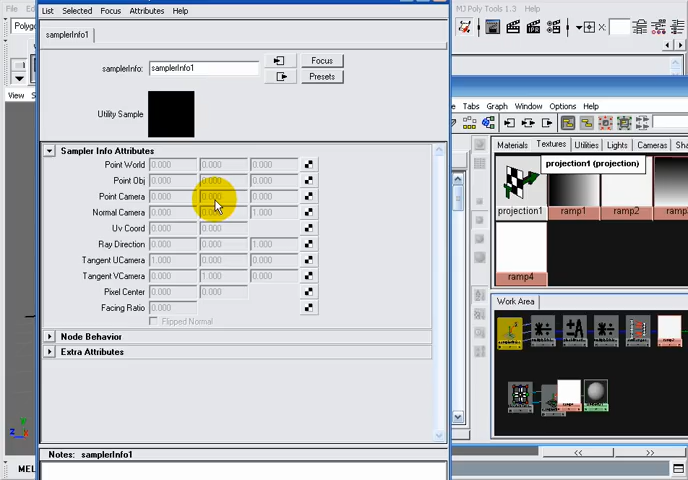 List Selected Focus Attributes Help
MJ Poly Tools 1.3
samplerInfo1
samplerInfo: samplerInfo1
Focus
Presets
Utility Sample
Sampler Info Attributes
Point World 0.000 0.000 0.000
Point Obj 0.000 0.000 0.000
Point Camera 0.000 0.000 0.000
Normal Camera 0.000 0.000 1.000
Uv Coord 0.000 0.000
Ray Direction 0.000 0.000 1.000
Tangent UCamera 1.000 0.000 0.000
Tangent VCamera 0.000 1.000 0.000
Pixel Center 0.000 0.000
Facing Ratio 0.000
Flipped Normal
Node Behavior
Extra Attributes
Notes: samplerInfo1
View
MEL
Tabs Graph Window Options Help
Materials Textures Utilities Lights Cameras
projection1 (projection)
projection1 ramp1 ramp2
ramp4
Work Area
<< >>